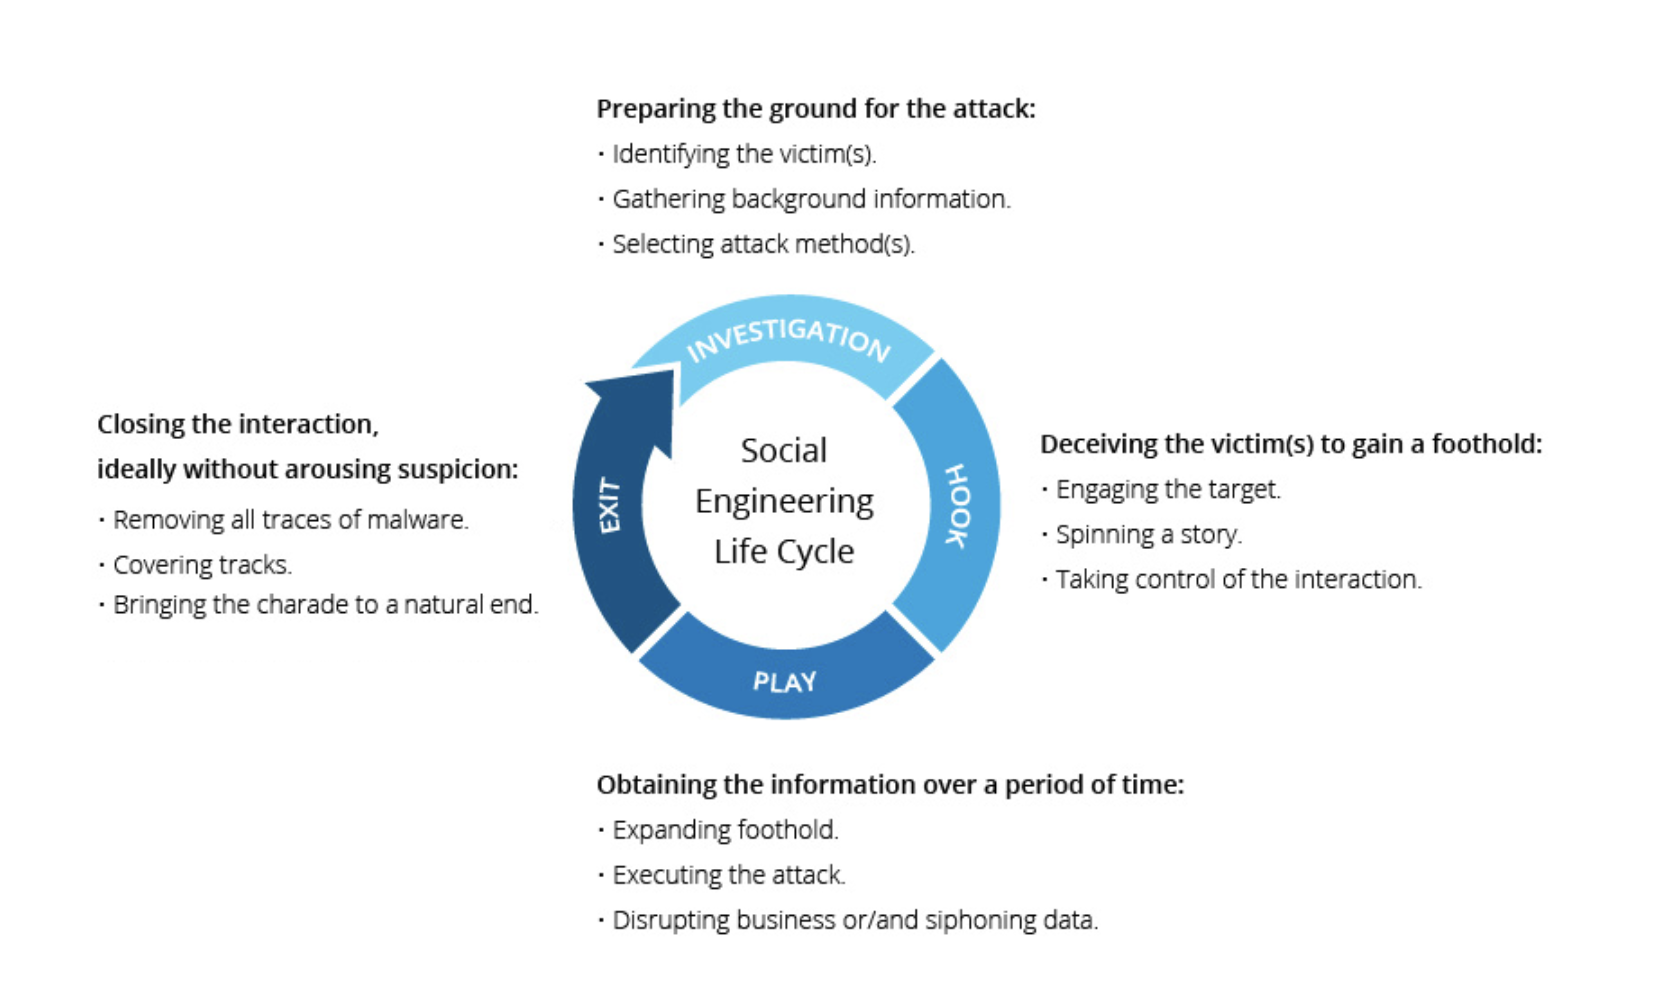 Preparing the ground for the attack:
· Identifying the victim(s).
· Gathering background information.
· Selecting attack method(s).
INVESTIGATION
HOOK
PLAY
EXIT
Social
Engineering
Life Cycle
Deceiving the victim(s) to gain a foothold:
· Engaging the target.
· Spinning a story.
· Taking control of the interaction.
Obtaining the information over a period of time:
· Expanding foothold.
· Executing the attack.
· Disrupting business or/and siphoning data.
Closing the interaction,
ideally without arousing suspicion:
· Removing all traces of malware.
· Covering tracks.
· Bringing the charade to a natural end.